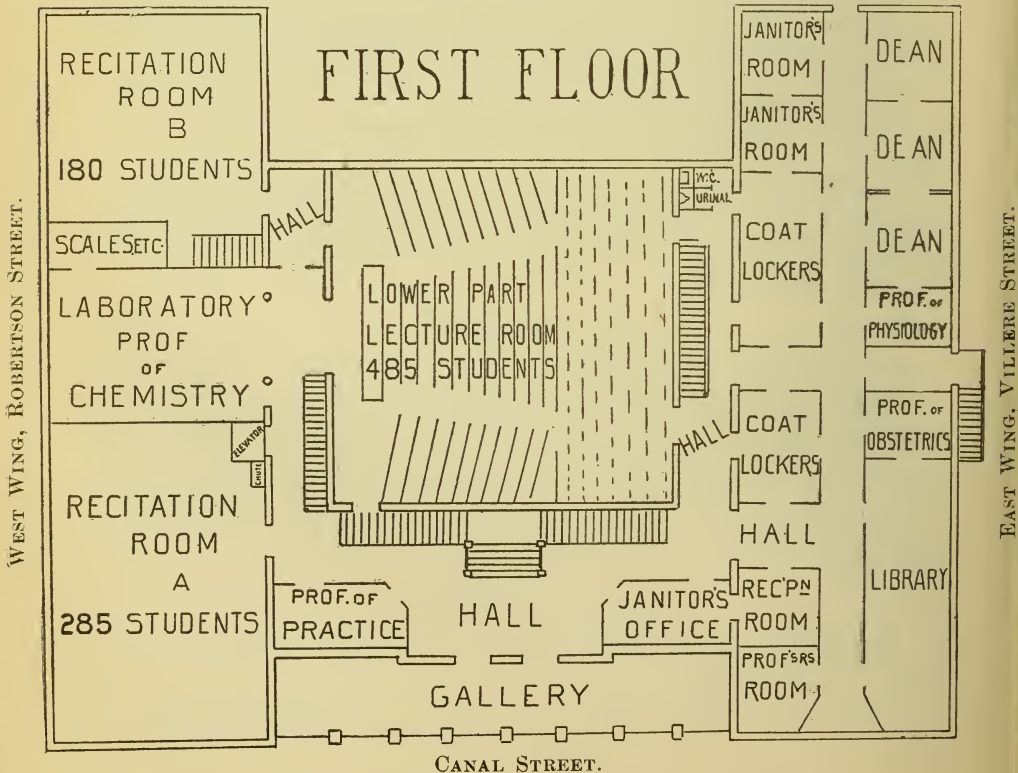 FIRST FLOOR
RECITATION
ROOM
B
180 STUDENTS
SCALES, ETC.
HALL
LABORATORY
PROF
OF
CHEMISTRY
ELEVATOR
CHUTE
RECITATION
ROOM
A
285 STUDENTS
LOWER PART
LECTURE ROOM
485 STUDENTS
PROF. OF
PRACTICE
HALL
JANITOR'S
OFFICE
GALLERY
JANITOR'S
ROOM
JANITOR'S
ROOM
W.C.
URINAL
COAT
LOCKERS
HALL
COAT
LOCKERS
HALL
REC'PN
ROOM
PROF'SRS
ROOM
DEAN
DEAN
DEAN
PROF. OF
PHYSIOLOGY
PROF. OF
OBSTETRICS
LIBRARY
WEST WING, ROBERTSON STREET.
EAST WING. VILLERE STREET.
CANAL STREET.